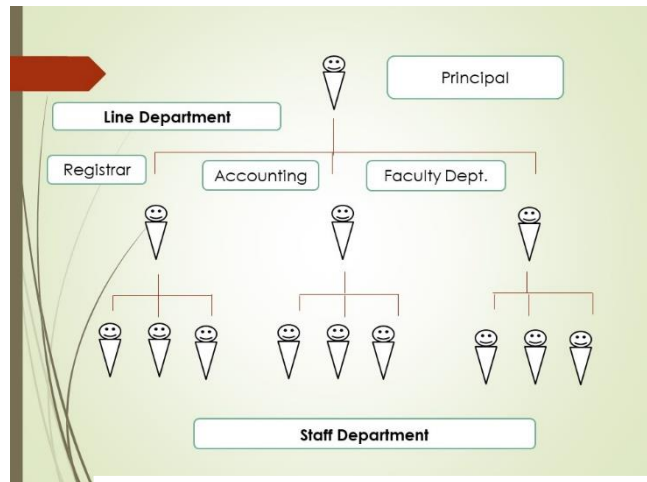 Principal
Line Department
Registrar
Accounting
Faculty Dept.
Staff Department